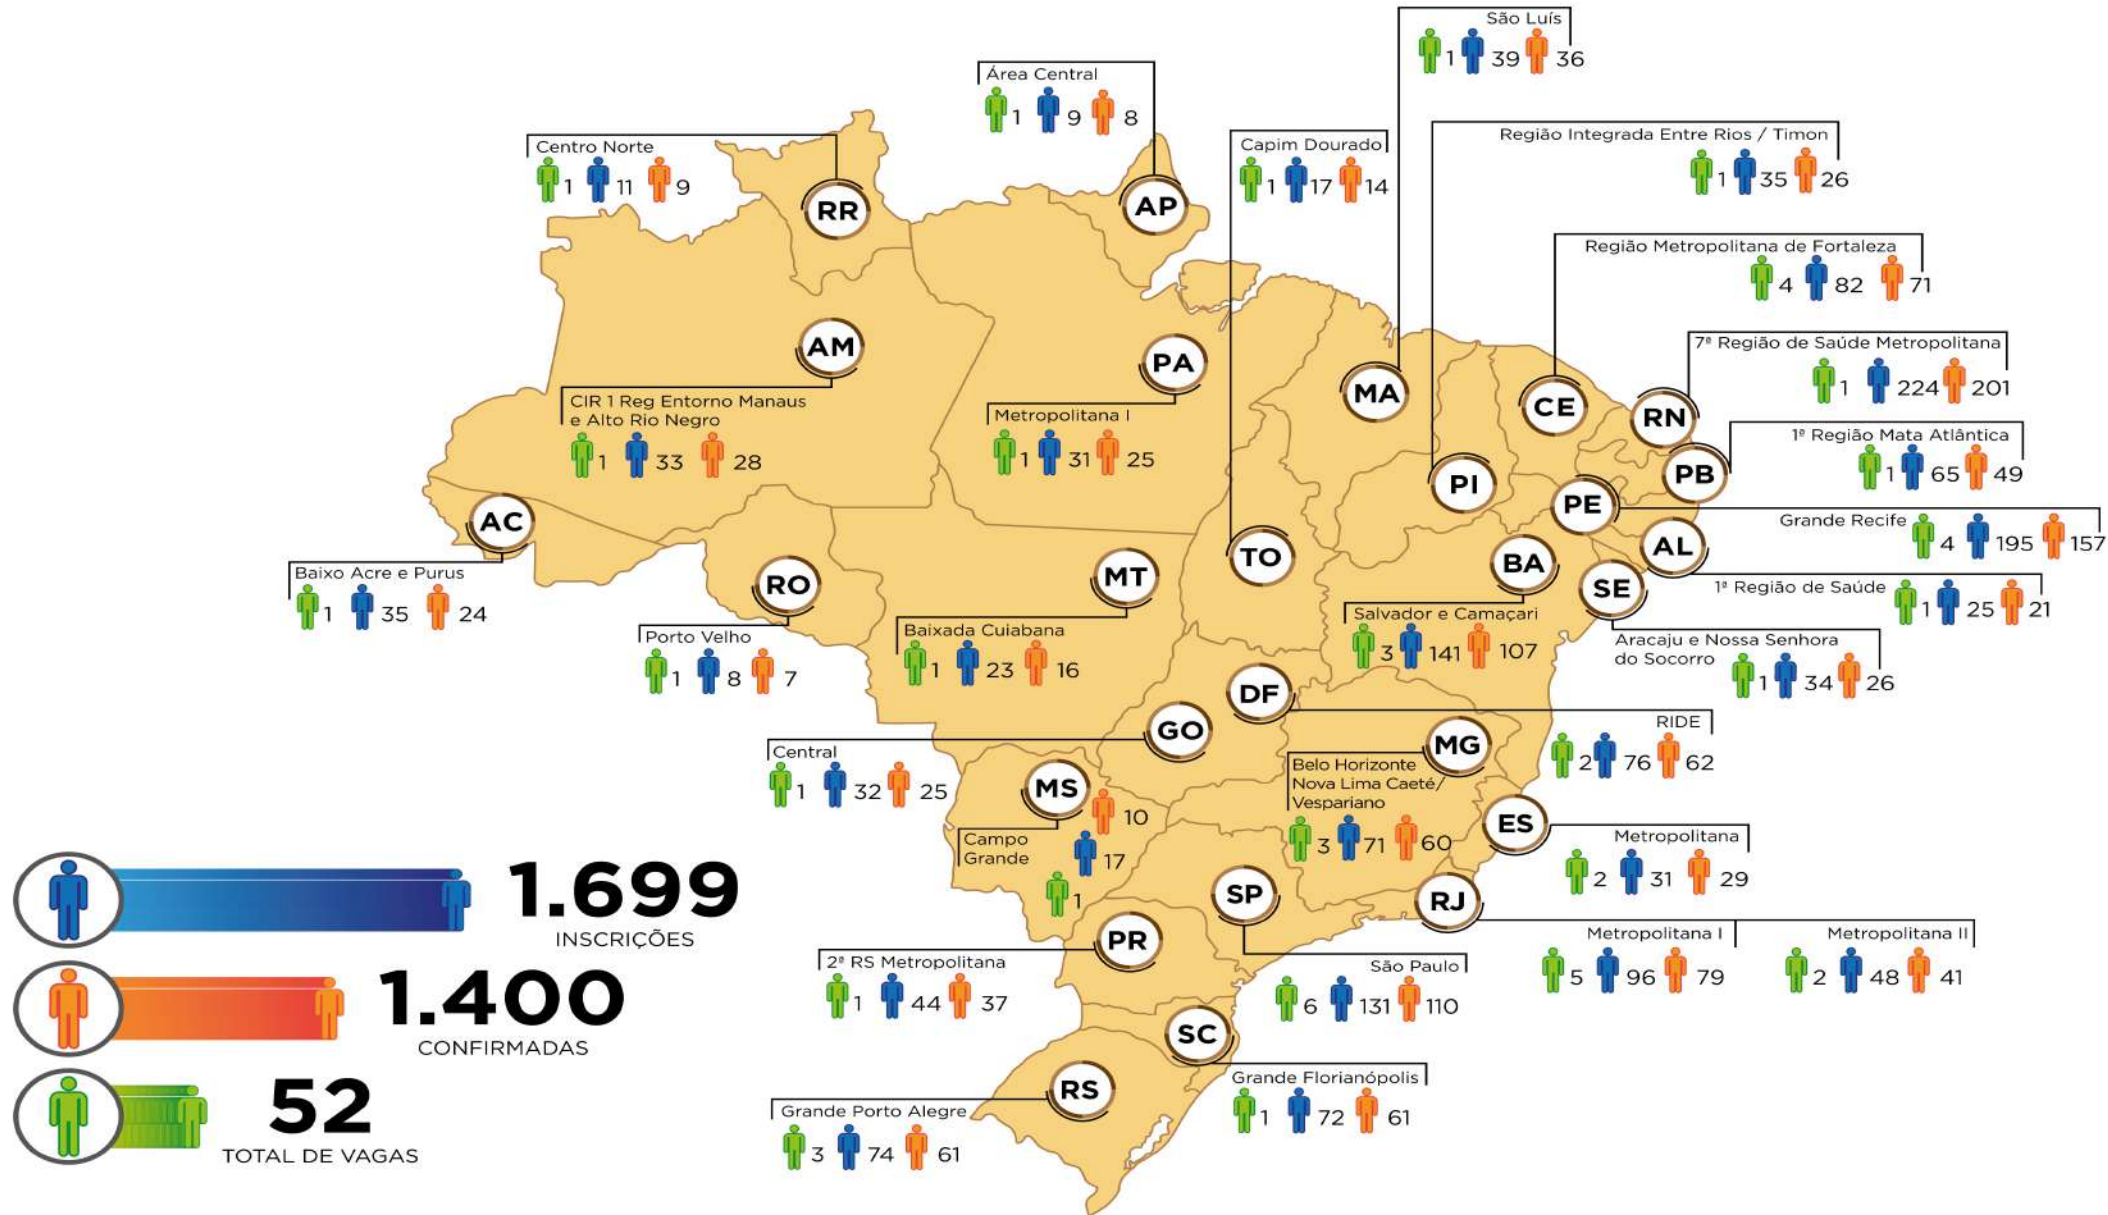 São Luís
1 39 36
Área Central
1 9 8
Região Integrada Entre Rios / Timon
1 35 26
Centro Norte
1 11 9
Capim Dourado
1 17 14
RR
AP
Região Metropolitana de Fortaleza
4 82 71
AM
CIR 1 Reg Entorno Manaus
e Alto Rio Negro
1 33 28
PA
Metropolitana I
1 31 25
MA
CE
7ª Região de Saúde Metropolitana
1 224 201
RN
1ª Região Mata Atlântica
1 65 49
PB
PI
PE
Grande Recife 4 195 157
AC
Baixo Acre e Purus
1 35 24
RO
Porto Velho
1 8 7
MT
Baixada Cuiabana
1 23 16
TO
BA
Salvador e Camaçari
3 141 107
AL
1ª Região de Saúde 1 25 21
SE
Aracaju e Nossa Senhora
do Socorro
1 34 26
DF
RIDE
2 76 62
GO
Central
1 32 25
MG
Belo Horizonte
Nova Lima Caeté/
Vespariano
3 71 60
MS
Campo
Grande
10
17
1
ES
Metropolitana
2 31 29
SP
São Paulo
6 131 110
RJ
Metropolitana I
5 96 79
Metropolitana II
2 48 41
PR
2ª RS Metropolitana
1 44 37
SC
Grande Florianópolis
1 72 61
RS
Grande Porto Alegre
3 74 61
1.699
INSCRIÇÕES
1.400
CONFIRMADAS
52
TOTAL DE VAGAS